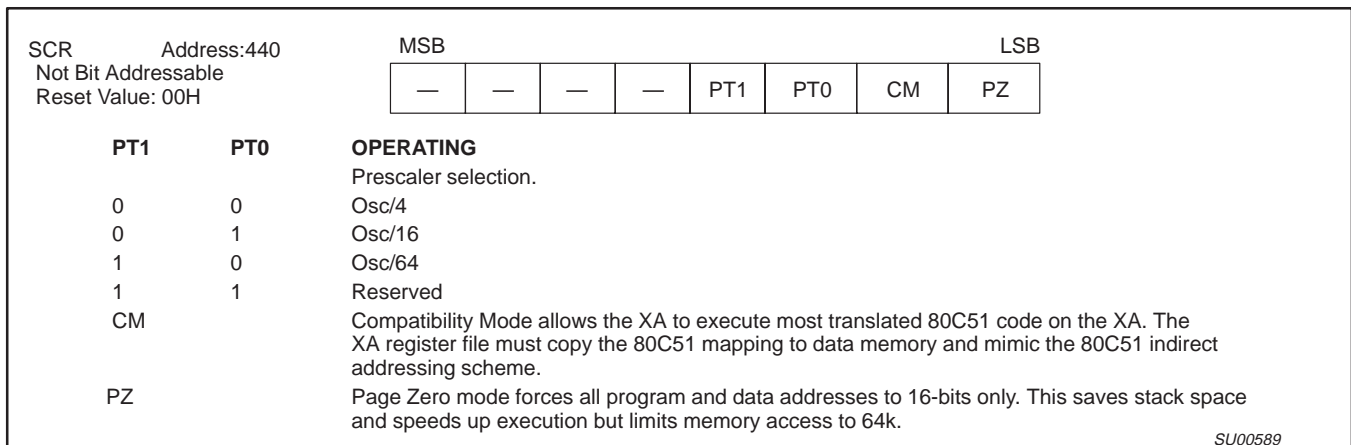 SCR Address:440 MSB LSB
Not Bit Addressable
Reset Value: 00H
— — — — PT1 PT0 CM PZ
PT1 PT0 OPERATING
Prescaler selection.
0 0 Osc/4
0 1 Osc/16
1 0 Osc/64
1 1 Reserved
CM Compatibility Mode allows the XA to execute most translated 80C51 code on the XA. The
XA register file must copy the 80C51 mapping to data memory and mimic the 80C51 indirect
addressing scheme.
PZ Page Zero mode forces all program and data addresses to 16-bits only. This saves stack space
and speeds up execution but limits memory access to 64k.
SU00589